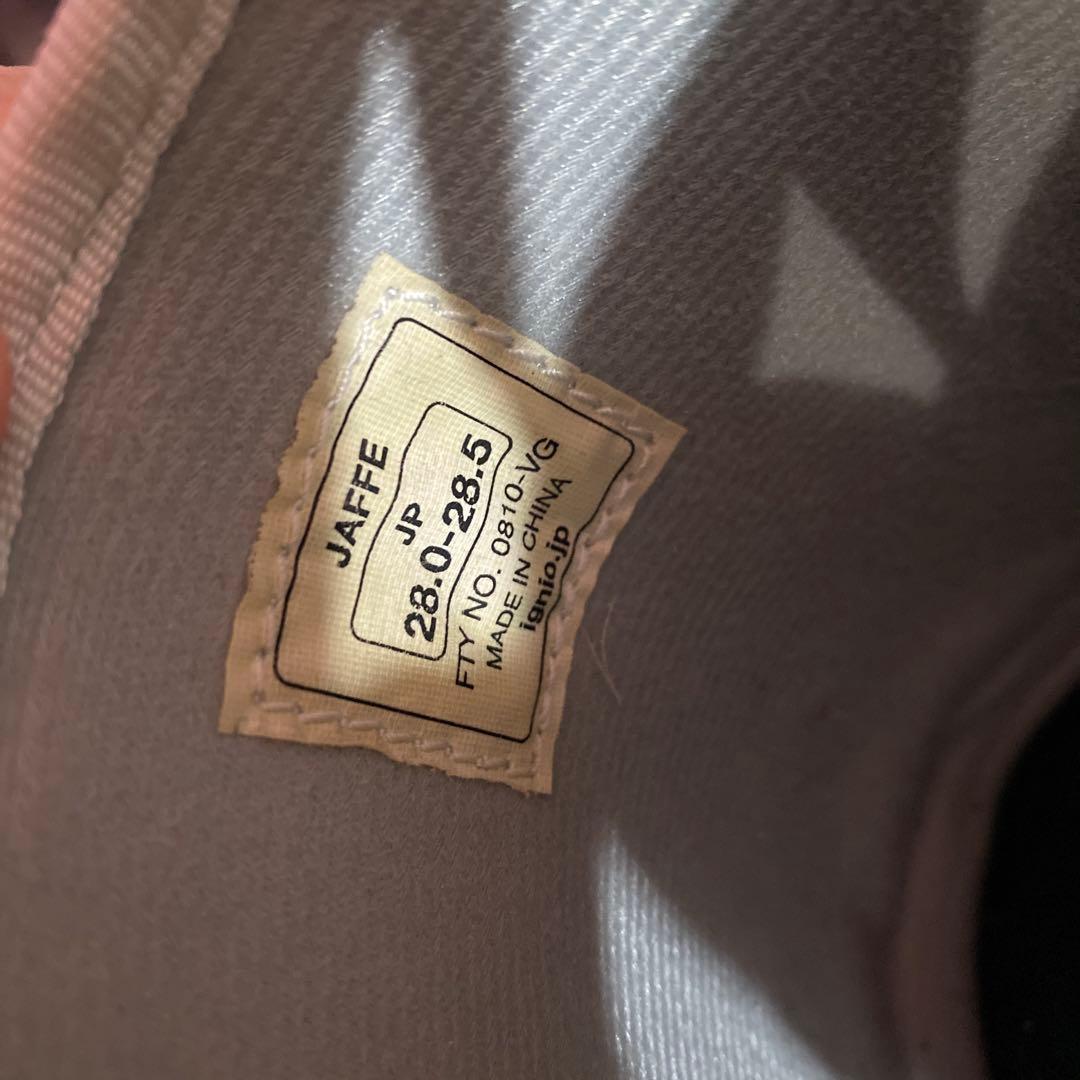 JAFFE
JP
28.0-28.5
FTY NO. 0810-VG
MADE IN CHINA
ignio.jp